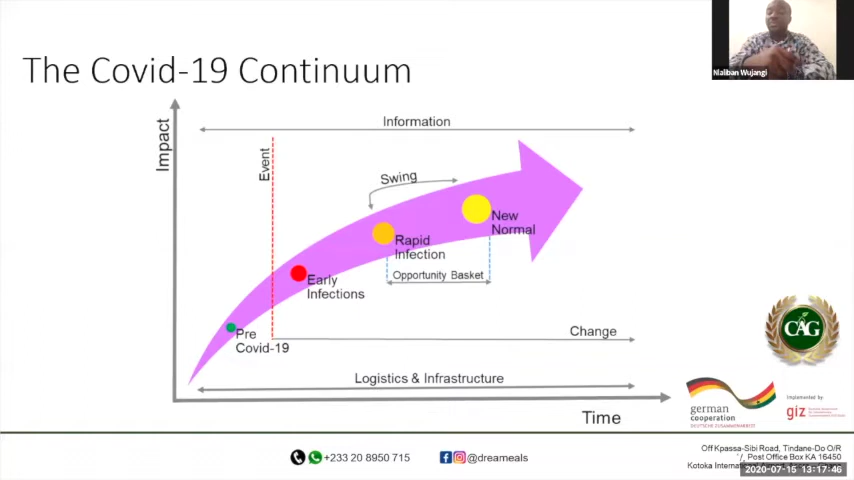 Nlaliban Wujangi
The Covid-19 Continuum
Impact
Information
Event
Swing
New
Normal
Rapid
Infection
Opportunity Basket
Early
Infections
Pre
Covid-19
Change
Logistics & Infrastructure
Time
CAG
german
cooperation
DEUTSCHE ZUSAMMENARBEIT
Implemented by
giz
+233 20 8950 715
@dreameals
Off Kpassa-Sibi Road, Tindane-Do O/R
Post Office Box KA 16450
Kotoka International
2020-07-15 13:17:46